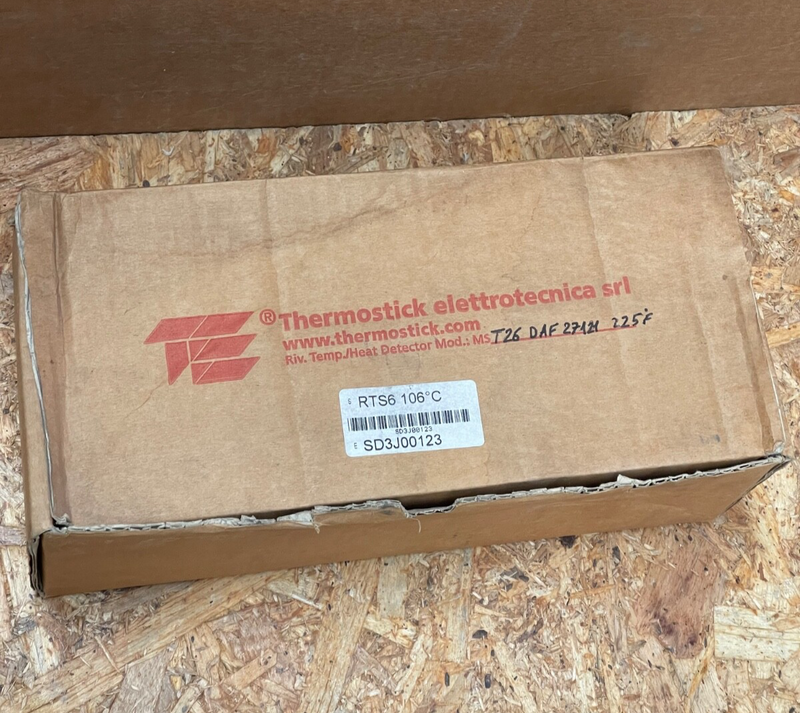 TE® Thermostick elettrotecnica srl
www.thermostick.com
Riv. Temp./Heat Detector Mod.: MS T26 DAF 27121 225°F
E RTS6 106°C
SD3J00123
E SD3J00123